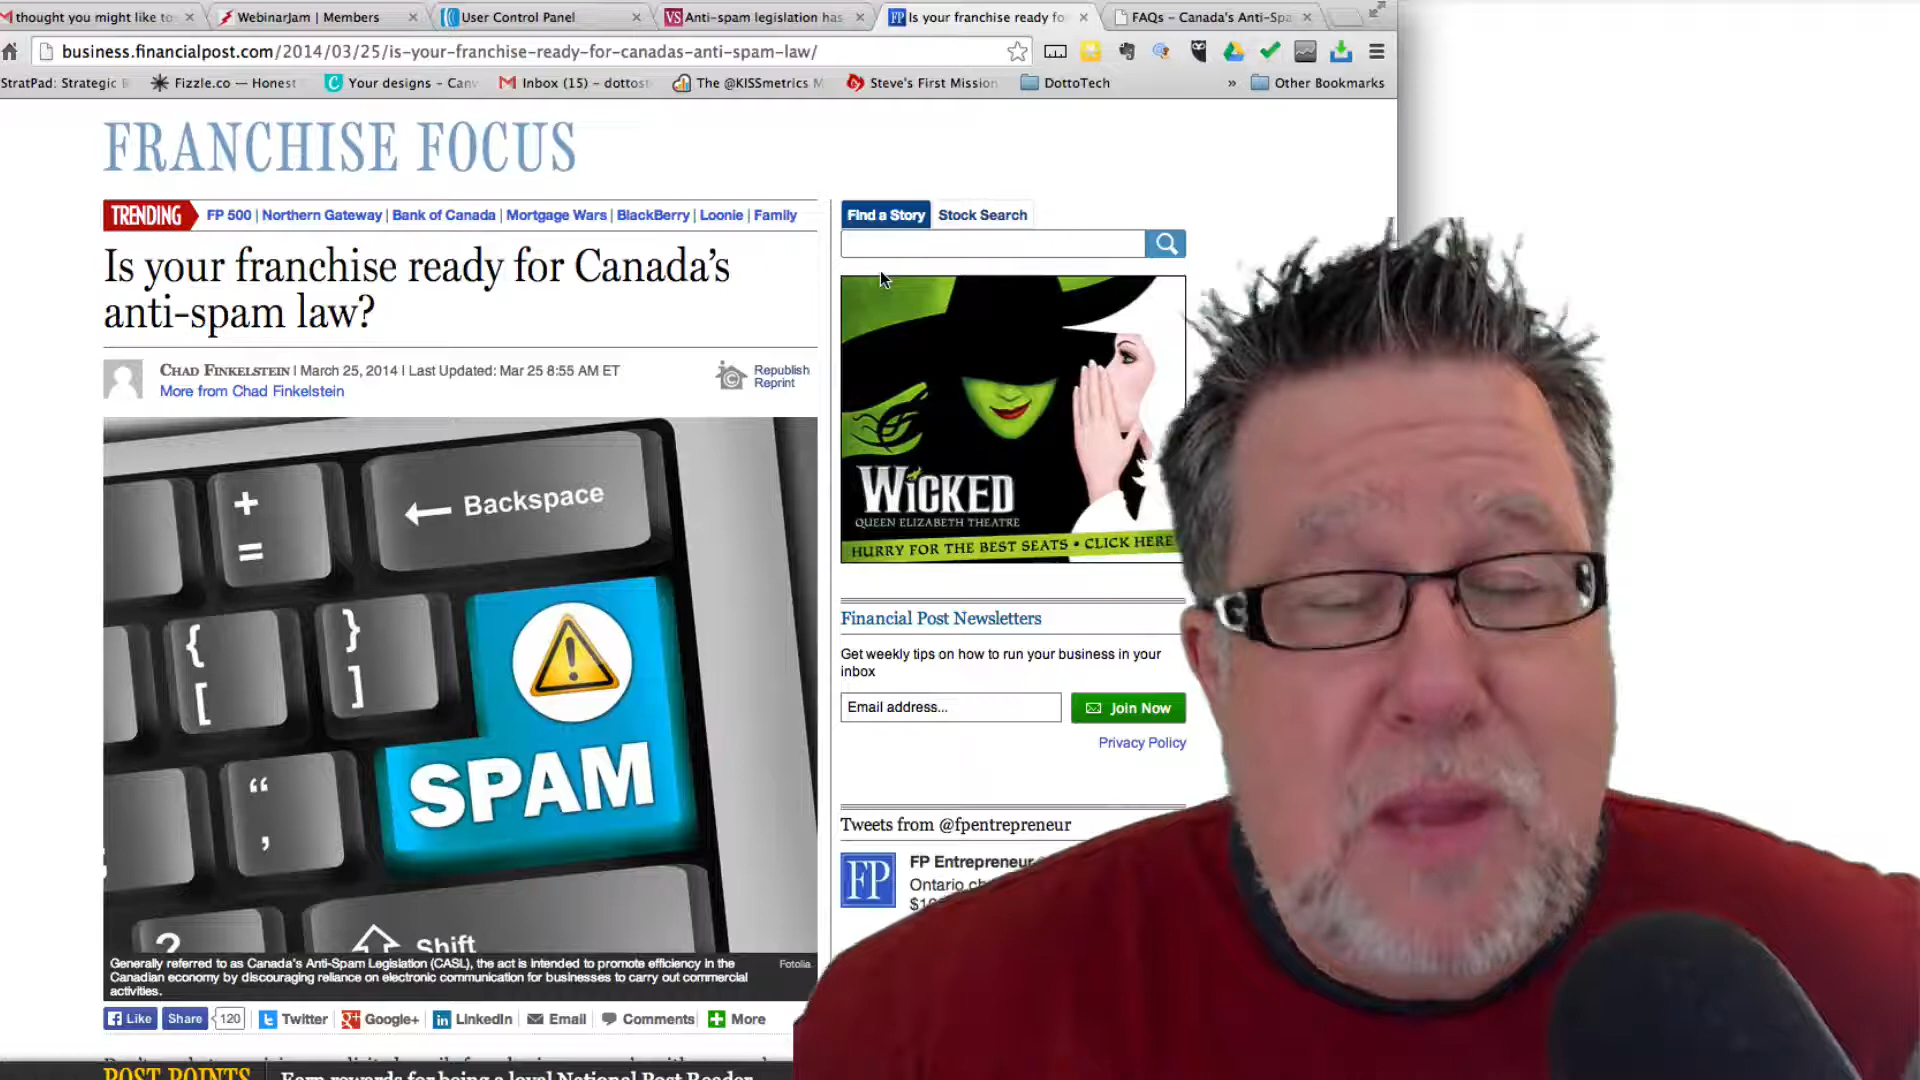 thought you might like to
WebinarJam | Members
User Control Panel
Anti-spam legislation has
Is your franchise ready fo
FAQs – Canada's Anti-Spa
business.financialpost.com/2014/03/25/is-your-franchise-ready-for-canadas-anti-spam-law/
StratPad: Strategic
Fizzle.co — Honest
Your designs - Canv
Inbox (15) - dottost
The @KISSmetrics M
Steve's First Mission
DottoTech
» Other Bookmarks
FRANCHISE FOCUS
TRENDING
FP 500 | Northern Gateway | Bank of Canada | Mortgage Wars | BlackBerry | Loonie | Family
Find a Story
Stock Search
Is your franchise ready for Canada's
anti-spam law?
CHAD FINKELSTEIN | March 25, 2014 | Last Updated: Mar 25 8:55 AM ET
More from Chad Finkelstein
Republish
Reprint
+
=
← Backspace
{
[
}
]
SPAM
“
,
?
Shift
Generally referred to as Canada's Anti-Spam Legislation (CASL), the act is intended to promote efficiency in the
Canadian economy by discouraging reliance on electronic communication for businesses to carry out commercial
activities.
Fotolia
Like
Share
120
Twitter
Google+
LinkedIn
Email
Comments
More
POST POINTS
Earn rewards for being a loyal National Post Reader
WICKED
QUEEN ELIZABETH THEATRE
HURRY FOR THE BEST SEATS • CLICK HERE
Financial Post Newsletters
Get weekly tips on how to run your business in your
inbox
Email address...
Join Now
Privacy Policy
Tweets from @fpentrepreneur
FP
FP Entrepreneur
Ontario